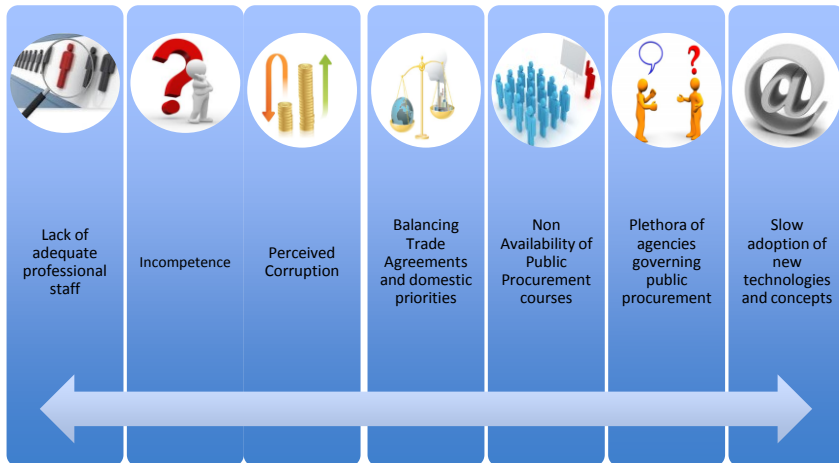 Lack of
adequate
professional
staff
Incompetence
Perceived
Corruption
Balancing
Trade
Agreements
and domestic
priorities
Non
Availability of
Public
Procurement
courses
Plethora of
agencies
governing
public
procurement
Slow
adoption of
new
technologies
and concepts